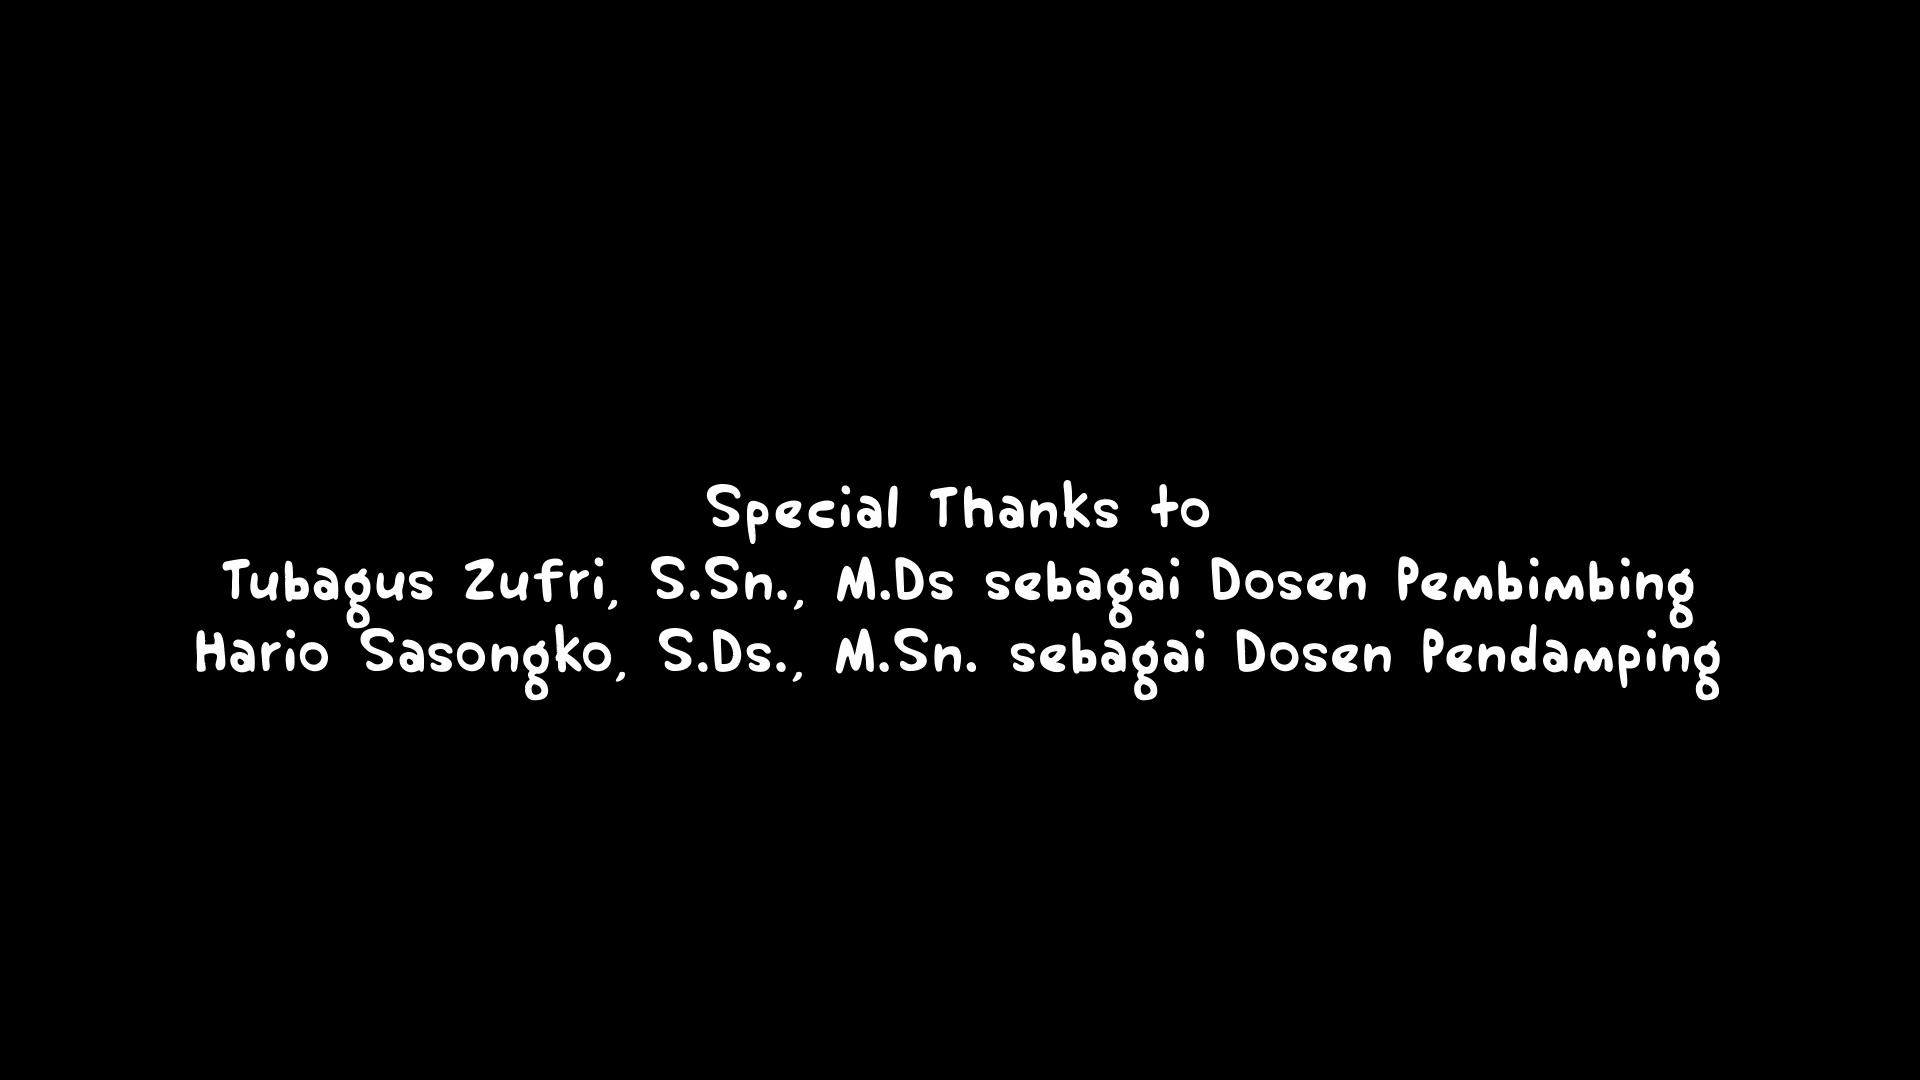 Special Thanks to
Tubagus Zufri, S.Sn., M.Ds sebagai Dosen Pembimbing
Hario Sasongko, S.Ds., M.Sn. sebagai Dosen Pendamping